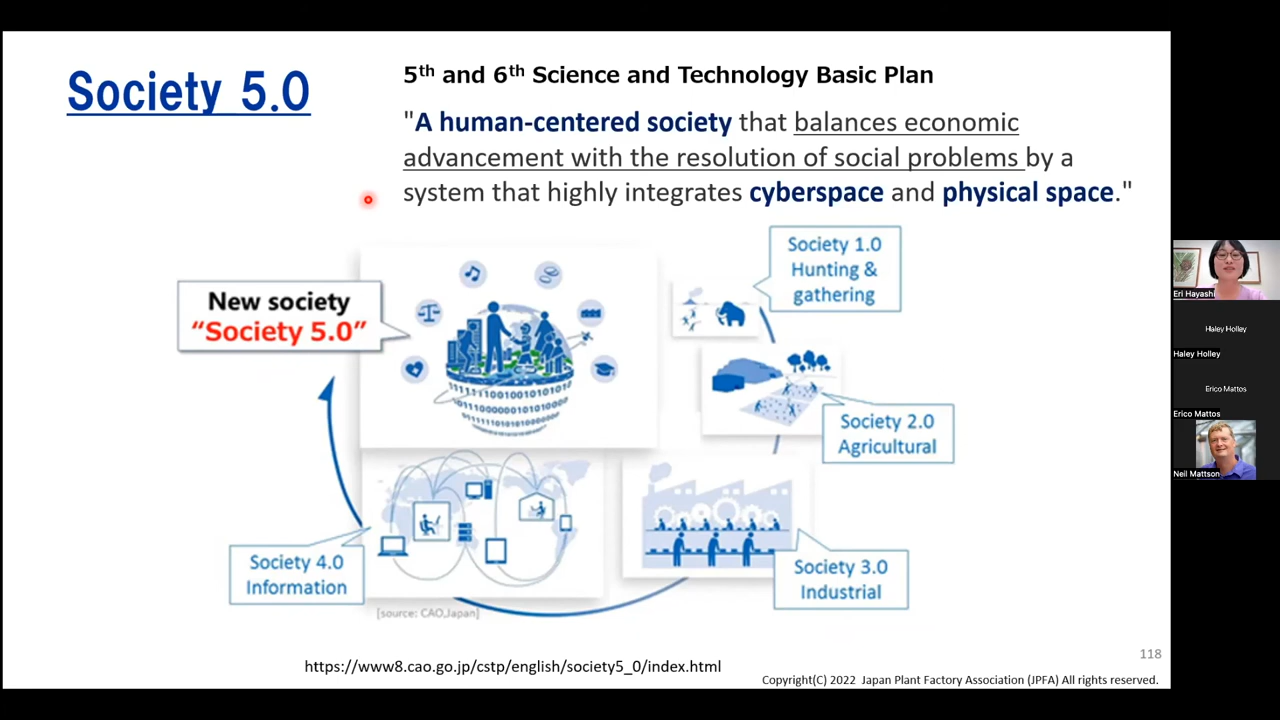 Society 5.0
5th and 6th Science and Technology Basic Plan
"A human-centered society that balances economic
advancement with the resolution of social problems by a
system that highly integrates cyberspace and physical space."
New society
“Society 5.0”
Society 1.0
Hunting &
gathering
Society 2.0
Agricultural
Society 3.0
Industrial
Society 4.0
Information
[source: CAO,Japan]
https://www8.cao.go.jp/cstp/english/society5_0/index.html
118
Copyright(C) 2022 Japan Plant Factory Association (JPFA) All rights reserved.
Eri Hayashi
Haley Holley
Haley Holley
Erico Mattos
Erico Mattos
Neil Mattson